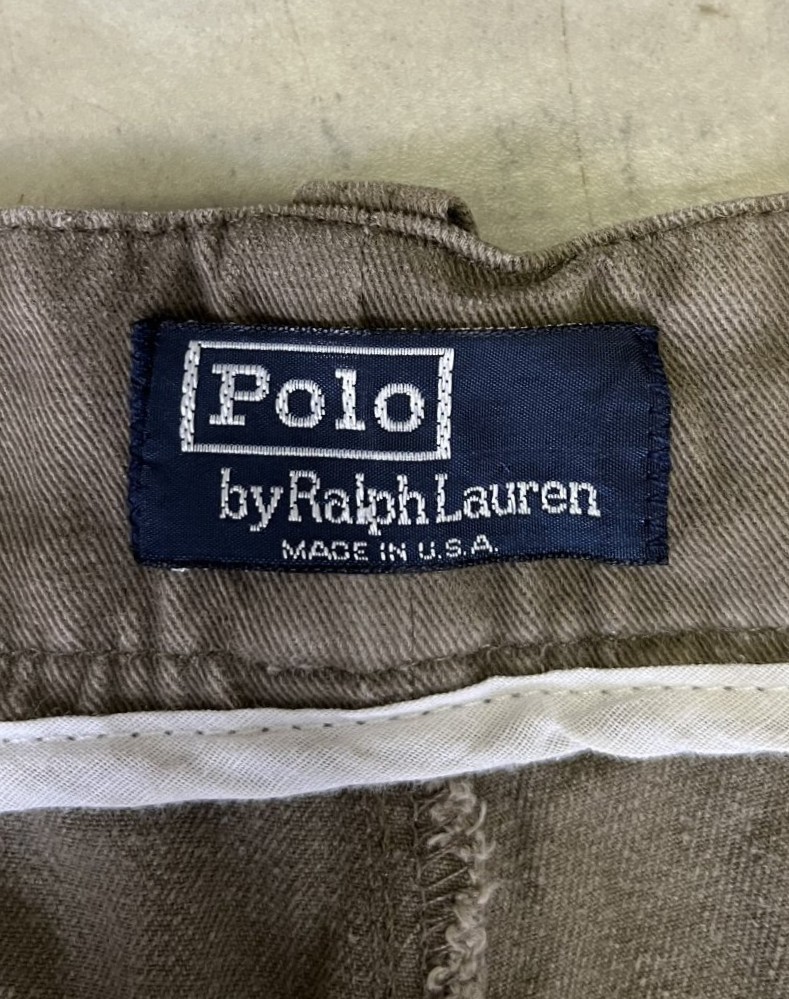 Polo
by Ralph Lauren
MADE IN U.S.A.